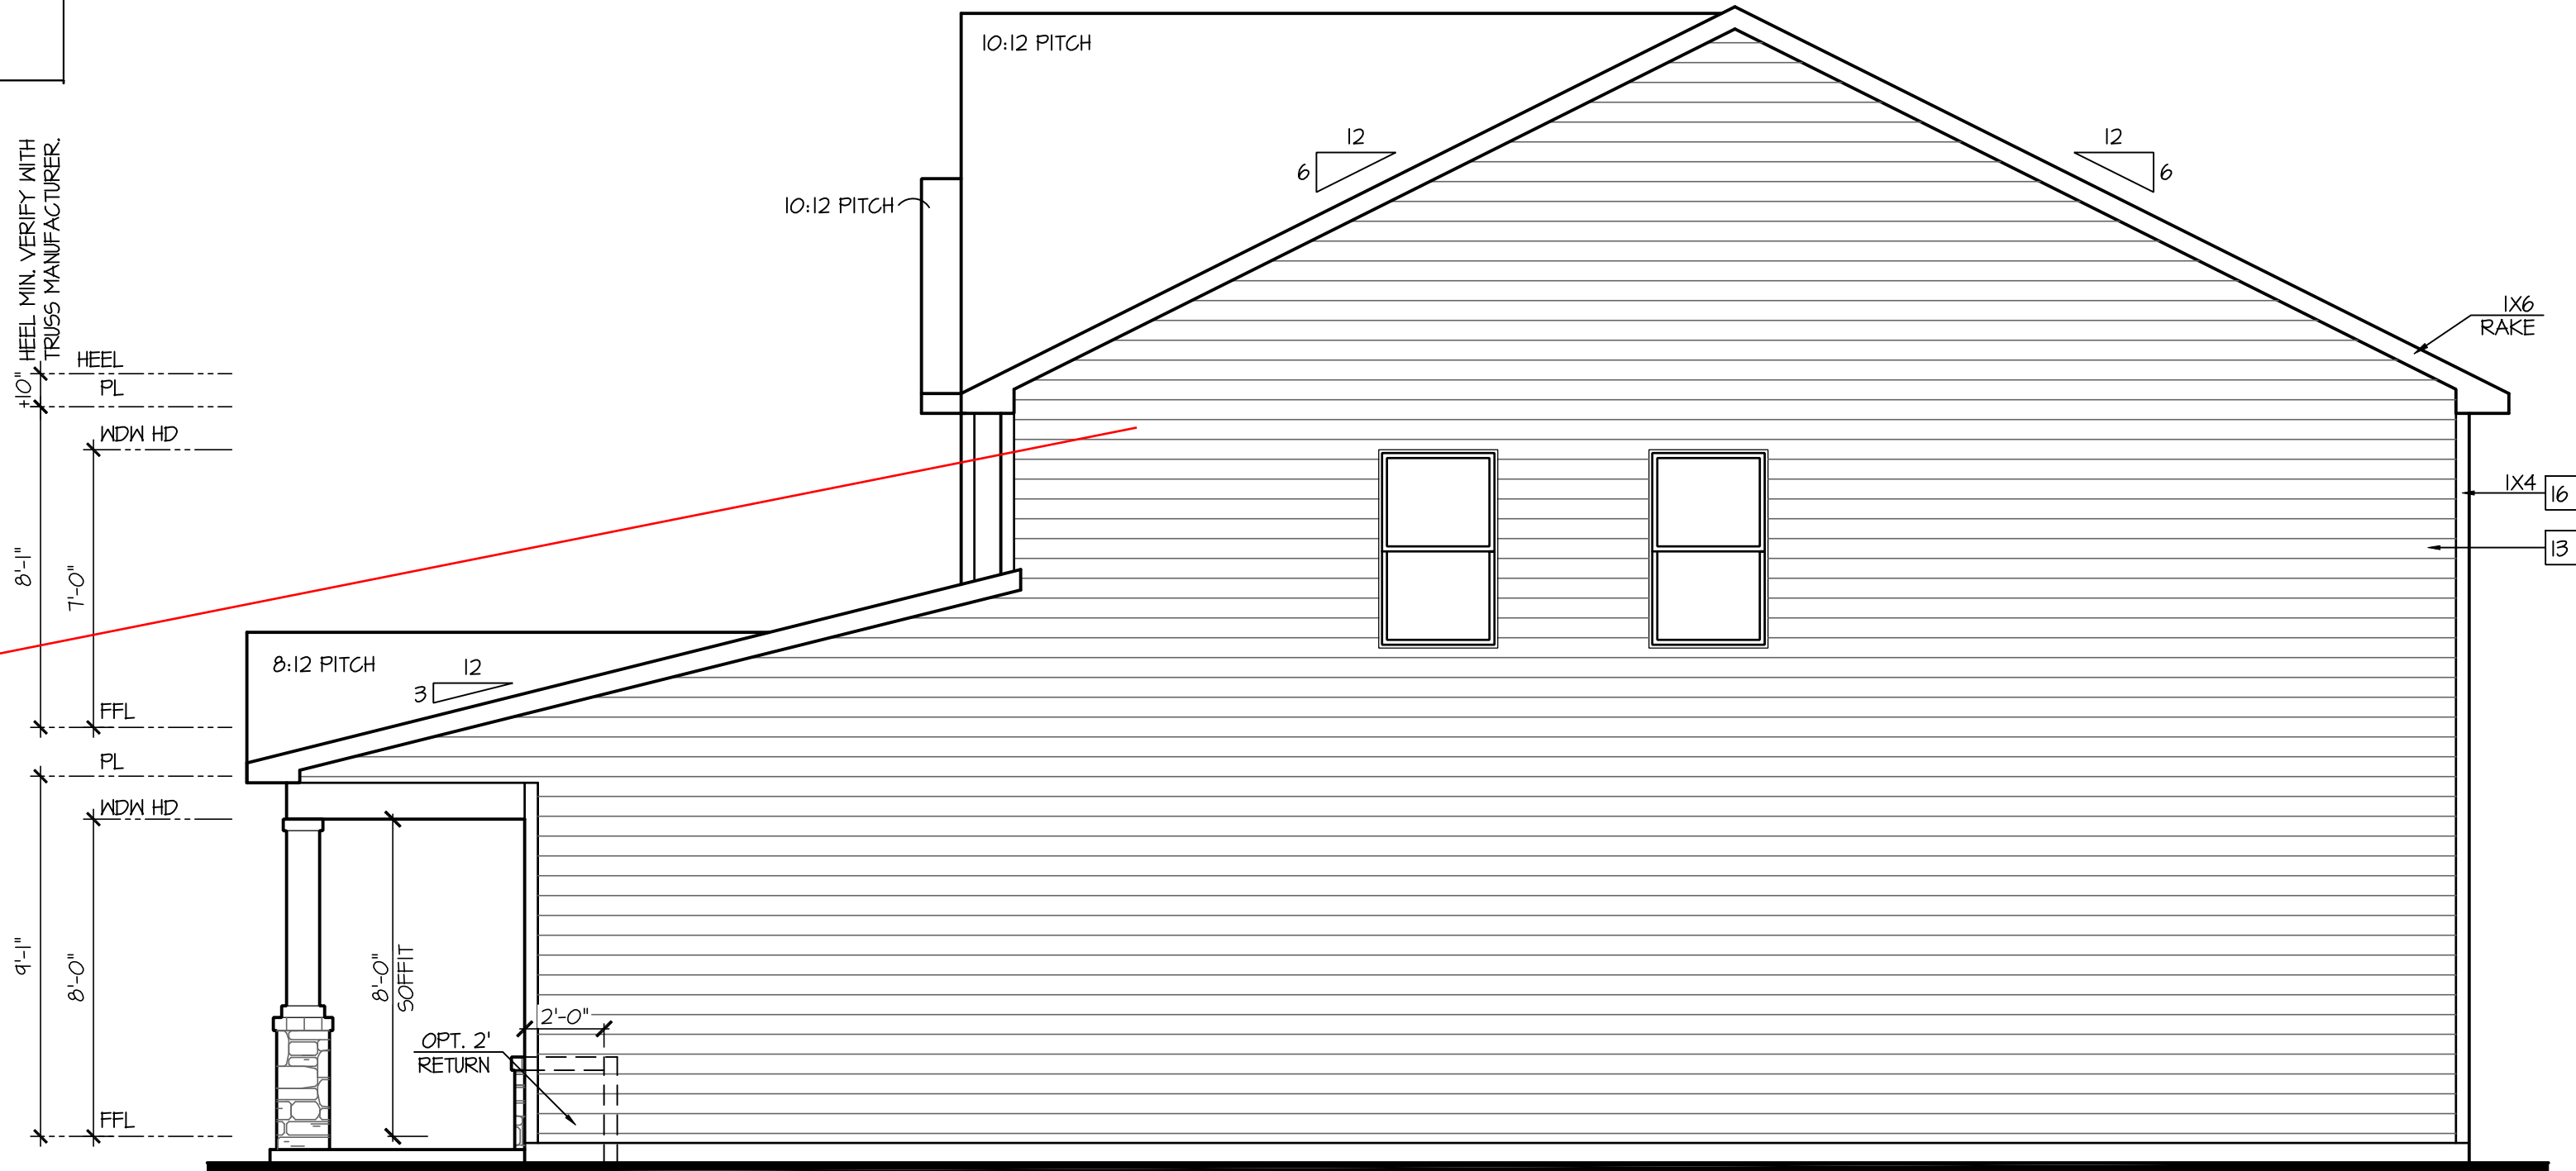 10:12 PITCH
12
6
12
6
10:12 PITCH
HEEL MIN. VERIFY WITH
TRUSS MANUFACTURER.
+10"
HEEL
PL
WDW HD
8'-1"
7'-0"
FFL
PL
WDW HD
9'-1"
8'-0"
FFL
8:12 PITCH
12
3
8'-0"
SOFFIT
2'-0"
OPT. 2'
RETURN
1X6
RAKE
1X4
16
13